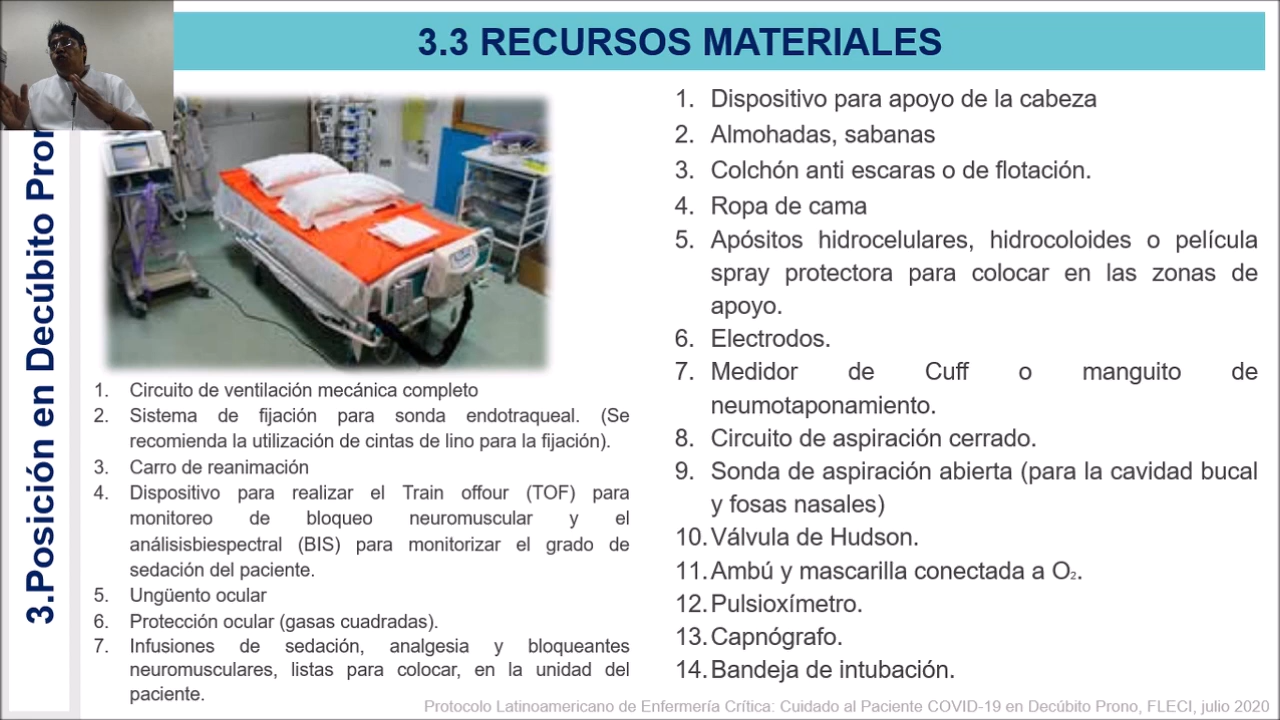 3.3 RECURSOS MATERIALES
3.Posición en Decúbito Pron
1. Circuito de ventilación mecánica completo
2. Sistema de fijación para sonda endotraqueal. (Se
recomienda la utilización de cintas de lino para la fijación).
3. Carro de reanimación
4. Dispositivo para realizar el Train offour (TOF) para
monitoreo de bloqueo neuromuscular y el
análisisbiespectral (BIS) para monitorizar el grado de
sedación del paciente.
5. Ungüento ocular
6. Protección ocular (gasas cuadradas).
7. Infusiones de sedación, analgesia y bloqueantes
neuromusculares, listas para colocar, en la unidad del
paciente.
1. Dispositivo para apoyo de la cabeza
2. Almohadas, sabanas
3. Colchón anti escaras o de flotación.
4. Ropa de cama
5. Apósitos hidrocelulares, hidrocoloides o película
spray protectora para colocar en las zonas de
apoyo.
6. Electrodos.
7. Medidor de Cuff o manguito de
neumotaponamiento.
8. Circuito de aspiración cerrado.
9. Sonda de aspiración abierta (para la cavidad bucal
y fosas nasales)
10. Válvula de Hudson.
11. Ambú y mascarilla conectada a O₂.
12. Pulsioxímetro.
13. Capnógrafo.
14. Bandeja de intubación.
Protocolo Latinoamericano de Enfermería Crítica: Cuidado al Paciente COVID-19 en Decúbito Prono, FLECI, julio 2020